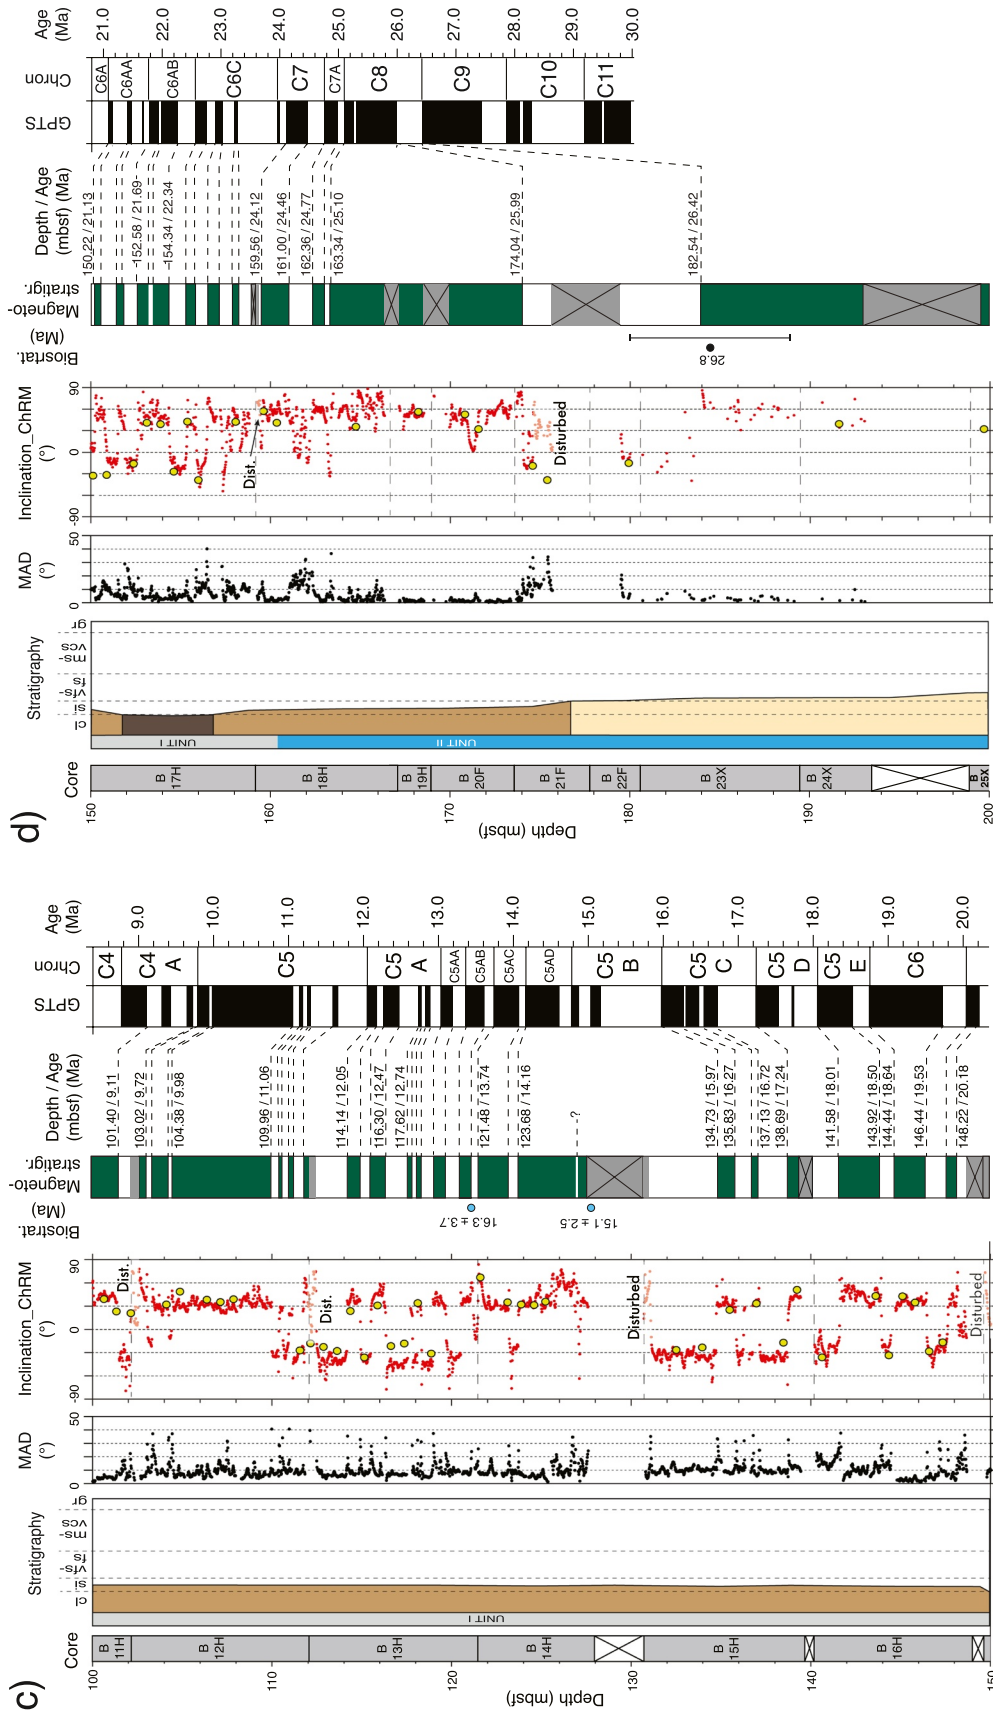 c)
Core
B 11H
B 12H
B 13H
B 14H
B 15H
B 16H
100
110
120
130
140
150
Depth (mbsf)
Stratigraphy
cl
si
vfs-
fs
ms-
vcs
gr
UNIT I
MAD
(°)
0
50
Inclination_ChRM
(°)
-90
0
90
Dist.
Dist.
Disturbed
Disturbed
Biostrat.
(Ma)
16.3 ± 3.7
15.1 ± 2.5
Magneto-
stratigr.
Depth / Age
(mbsf) (Ma)
101.40 / 9.11
103.02 / 9.72
104.38 / 9.98
109.96 / 11.06
114.14 / 12.05
116.30 / 12.47
117.62 / 12.74
121.48 / 13.74
123.68 / 14.16
-?
134.73 / 15.97
135.83 / 16.27
137.13 / 16.72
138.69 / 17.24
141.58 / 18.01
143.92 / 18.50
144.44 / 18.64
146.44 / 19.53
148.22 / 20.18
GPTS
Chron
C4
C4 A
C5
C5 A
C5AA
C5AB
C5AC
C5AD
C5 B
C5 C
C5 D
C5 E
C6
Age
(Ma)
9.0
10.0
11.0
12.0
13.0
14.0
15.0
16.0
17.0
18.0
19.0
20.0
d)
Core
B 17H
B 18H
B 19H
B 20F
B 21F
B 22F
B 23X
B 24X
B 25X
150
160
170
180
190
200
Depth (mbsf)
Stratigraphy
cl
si
vfs-
fs
ms-
vcs
gr
UNIT I
UNIT II
MAD
(°)
0
50
Inclination_ChRM
(°)
-90
0
90
Dist.
Disturbed
Biosrtat.
(Ma)
26.8
Magneto-
stratigr.
Depth / Age
(mbsf) (Ma)
150.22 / 21.13
-152.58 / 21.69
-154.34 / 22.34
159.56 / 24.12
161.00 / 24.46
162.36 / 24.77
163.34 / 25.10
174.04 / 25.99
182.54 / 26.42
GPTS
Chron
C6A
C6AA
C6AB
C6C
C7
C7A
C8
C9
C10
C11
Age
(Ma)
21.0
22.0
23.0
24.0
25.0
26.0
27.0
28.0
29.0
30.0